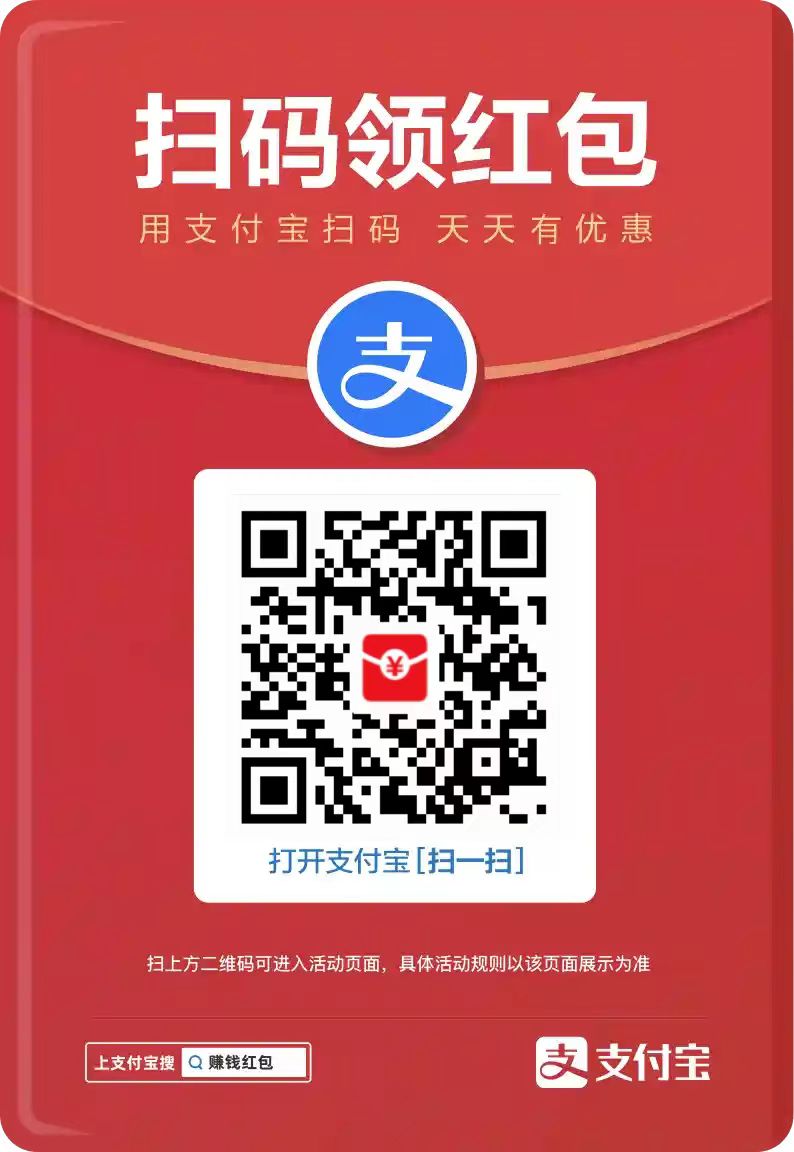 扫码领红包
用支付宝扫码 天天有优惠
支
¥
打开支付宝[扫一扫]
扫上方二维码可进入活动页面，具体活动规则以该页面展示为准
上支付宝搜 赚钱红包
支 支付宝